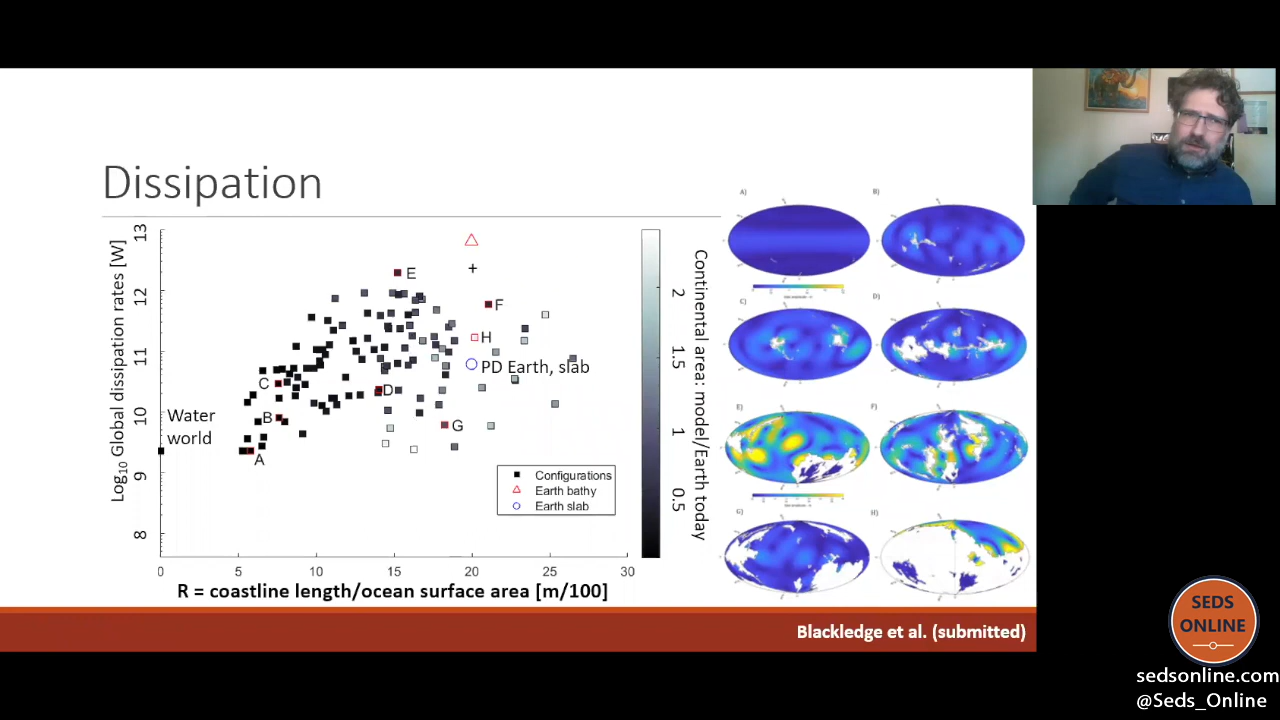 Dissipation
Log10 Global dissipation rates [W]
13
12
11
10
9
8
Water
world
A
B
C
D
E
F
G
H
PD Earth, slab
Configurations
Earth bathy
Earth slab
0
5
10
15
20
25
30
R = coastline length/ocean surface area [m/100]
2
1.5
1
0.5
Continental area: model/Earth today
A)
B)
C)
D)
E)
F)
G)
H)
Blackledge et al. (submitted)
SEDS
ONLINE
sedsonline.com
@Seds_Online